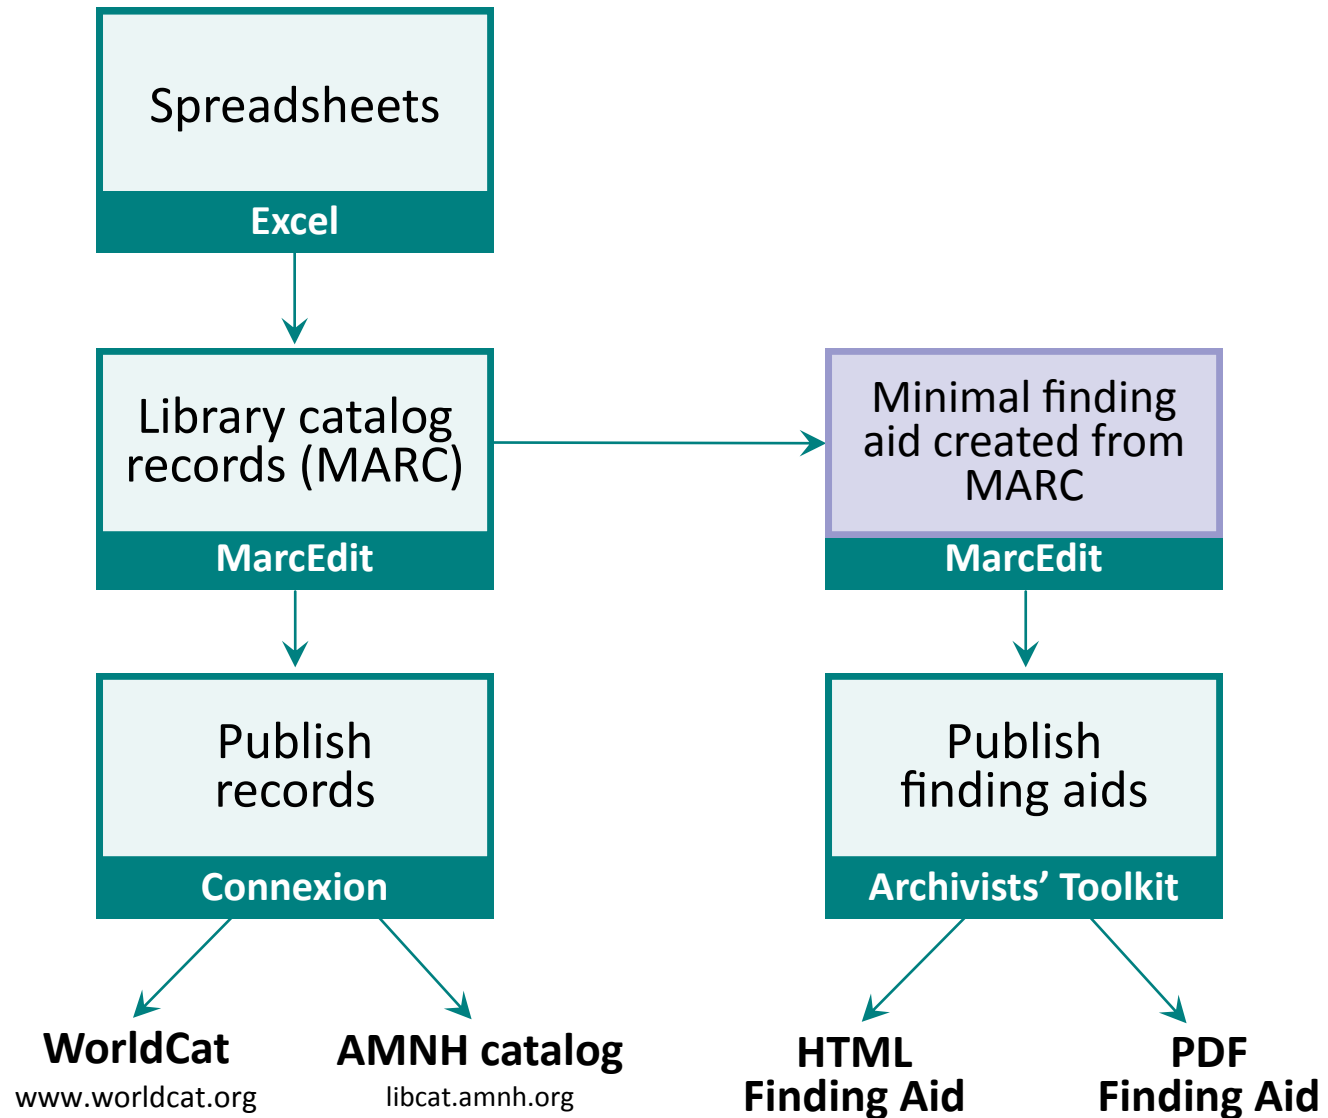 Spreadsheets
Excel
Library catalog
records (MARC)
MarcEdit
Minimal finding
aid created from
MARC
MarcEdit
Publish
records
Connexion
Publish
finding aids
Archivists’ Toolkit
WorldCat
www.worldcat.org
AMNH catalog
libcat.amnh.org
HTML
Finding Aid
PDF
Finding Aid